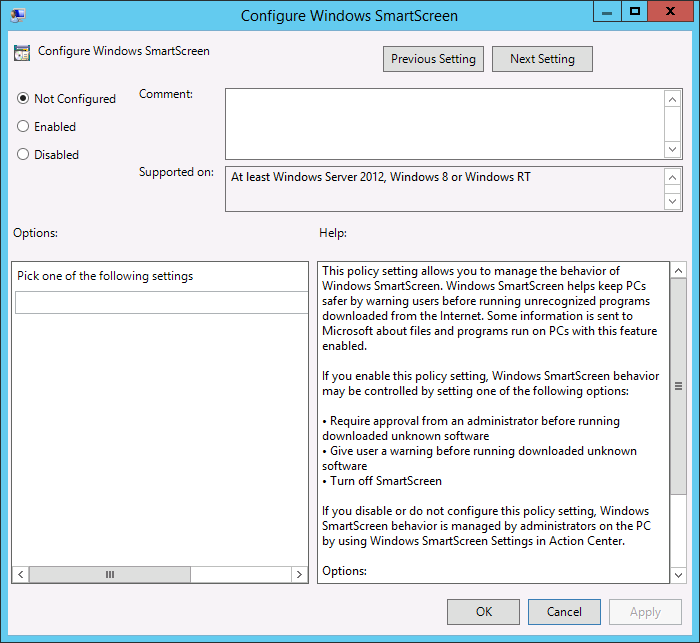 Configure Windows SmartScreen
Configure Windows SmartScreen
Previous Setting
Next Setting
Not Configured
Enabled
Disabled
Comment:
Supported on:
At least Windows Server 2012, Windows 8 or Windows RT
Options:
Help:
Pick one of the following settings
This policy setting allows you to manage the behavior of
Windows SmartScreen. Windows SmartScreen helps keep PCs
safer by warning users before running unrecognized programs
downloaded from the Internet. Some information is sent to
Microsoft about files and programs run on PCs with this feature
enabled.
If you enable this policy setting, Windows SmartScreen behavior
may be controlled by setting one of the following options:
• Require approval from an administrator before running
downloaded unknown software
• Give user a warning before running downloaded unknown
software
• Turn off SmartScreen
If you disable or do not configure this policy setting, Windows
SmartScreen behavior is managed by administrators on the PC
by using Windows SmartScreen Settings in Action Center.
Options:
OK
Cancel
Apply